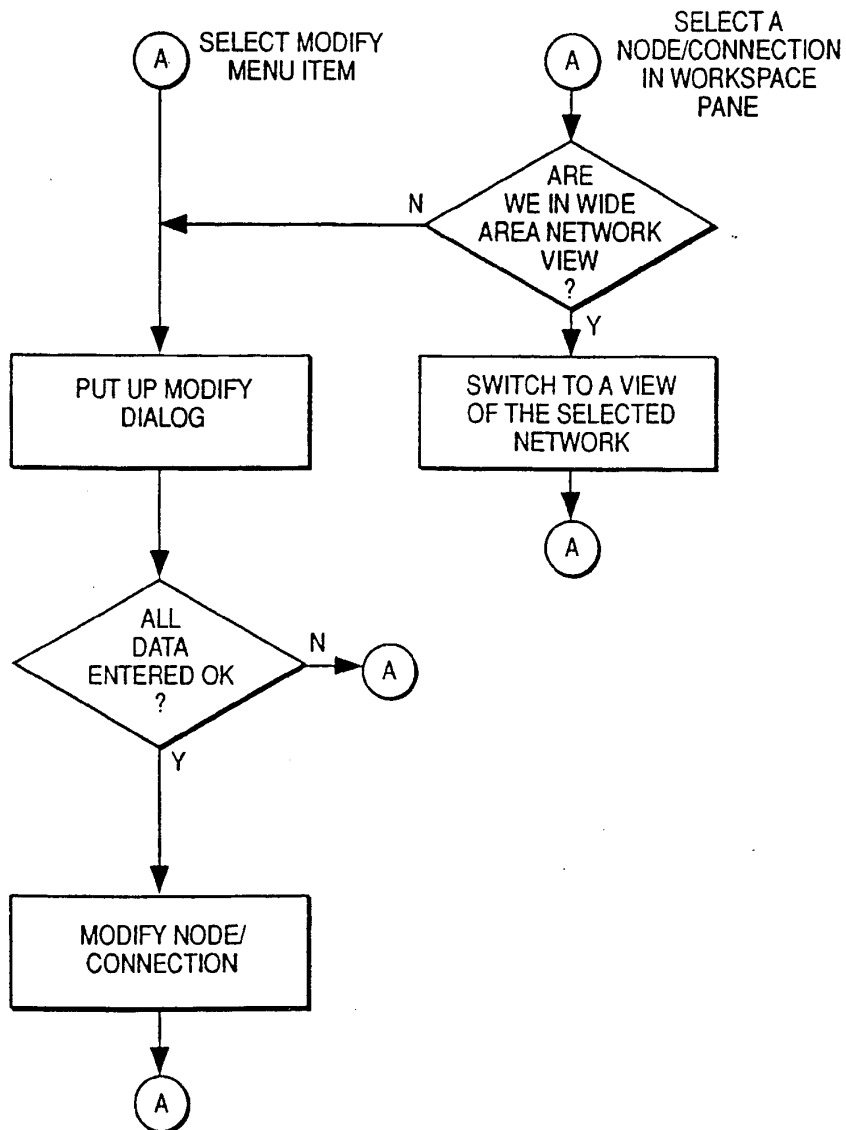 A
SELECT MODIFY
MENU ITEM
A
SELECT A
NODE/CONNECTION
IN WORKSPACE
PANE
ARE
WE IN WIDE
AREA NETWORK
VIEW
?
N
Y
PUT UP MODIFY
DIALOG
SWITCH TO A VIEW
OF THE SELECTED
NETWORK
A
ALL
DATA
ENTERED OK
?
N
A
Y
MODIFY NODE/
CONNECTION
A